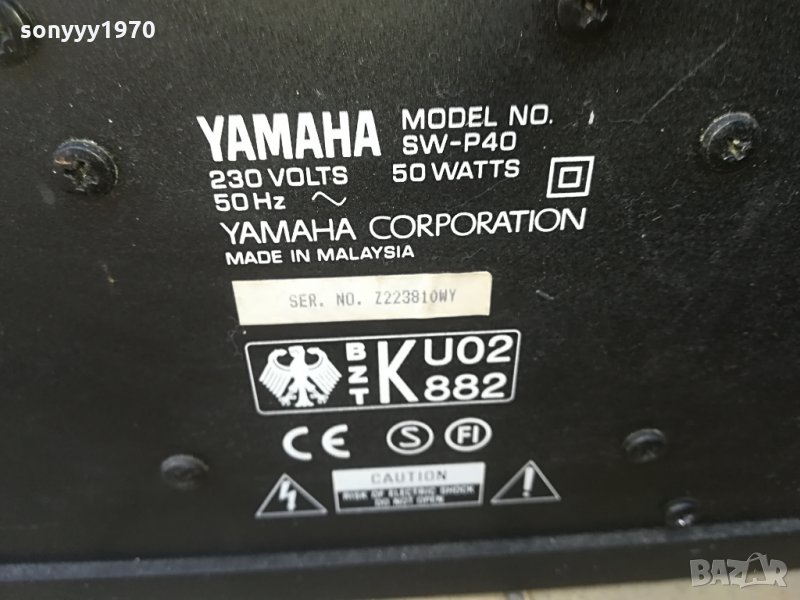 sonyyy1970
YAMAHA MODEL NO. SW-P40
230 VOLTS 50 WATTS
50 Hz ~
YAMAHA CORPORATION
MADE IN MALAYSIA
SER. NO. Z223810WY
BZT K U02 882
CE S FI
CAUTION
RISK OF ELECTRIC SHOCK
DO NOT OPEN
BAZAR